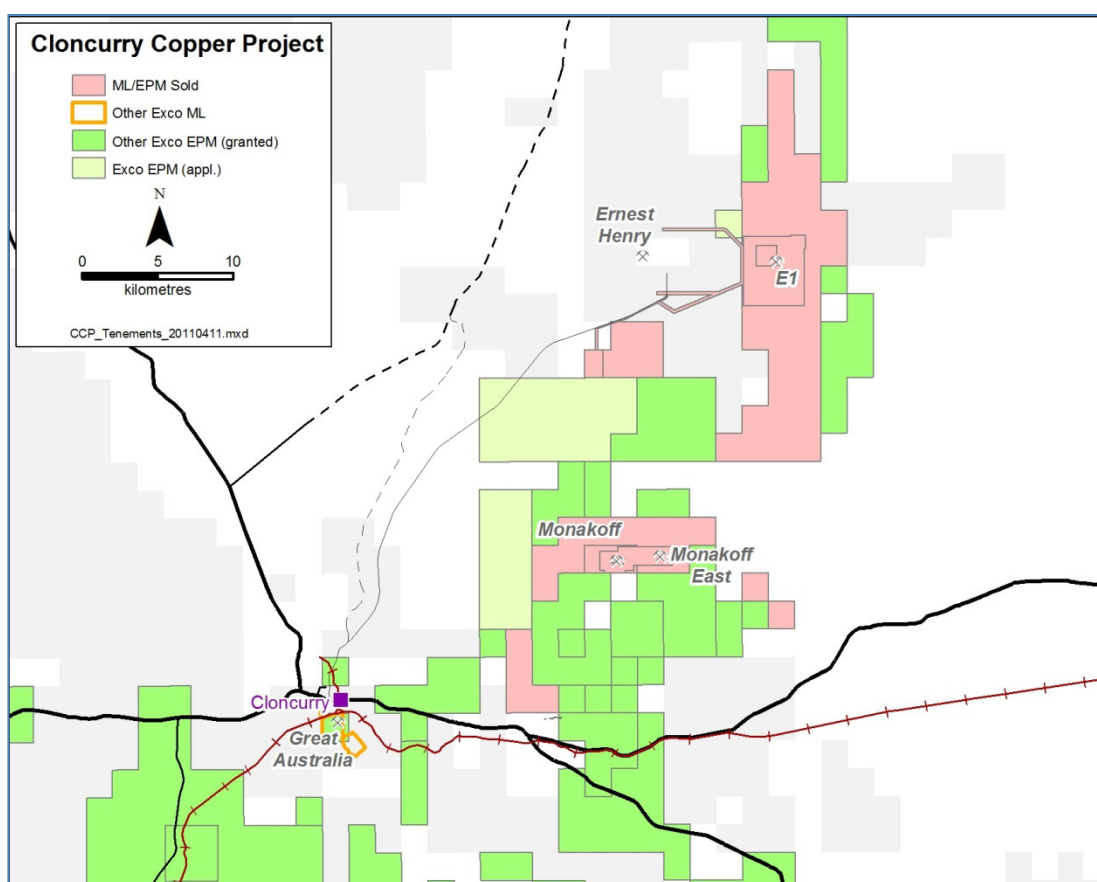 Cloncurry Copper Project
ML/EPM Sold
Other Exco ML
Other Exco EPM (granted)
Exco EPM (appl.)
N
0 5 10
kilometres
CCP_Tenements_20110411.mxd
Ernest
Henry
E1
Monakoff
Monakoff
East
Cloncurry
Great
Australia